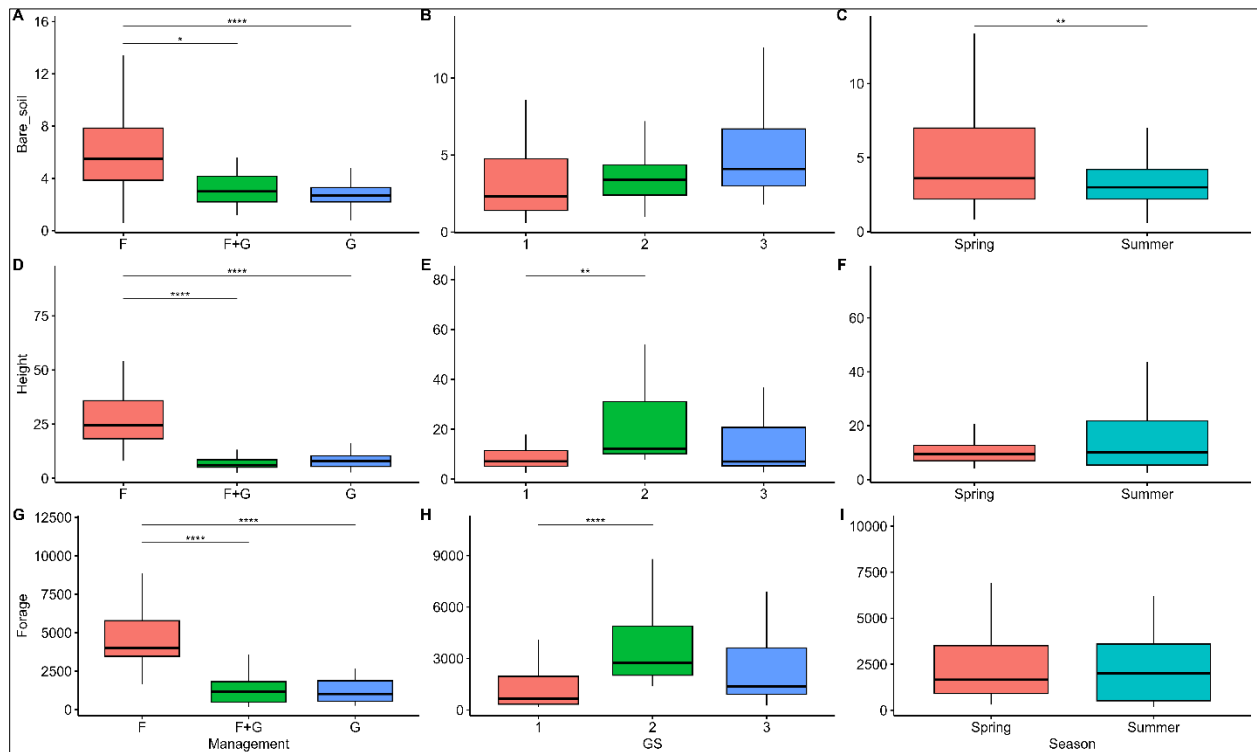 A
B
C
16
12
8
4
0
Bare_soil
****
*
F
F+G
G
10
5
0
1
2
3
**
10
5
0
Spring
Summer
D
E
F
75
50
25
0
Height
****
****
F
F+G
G
80
60
40
20
0
**
1
2
3
60
40
20
0
Spring
Summer
G
H
I
12500
10000
7500
5000
2500
0
Forage
****
****
F
F+G
G
Management
9000
6000
3000
0
****
1
2
3
GS
10000
7500
5000
2500
0
Spring
Summer
Season